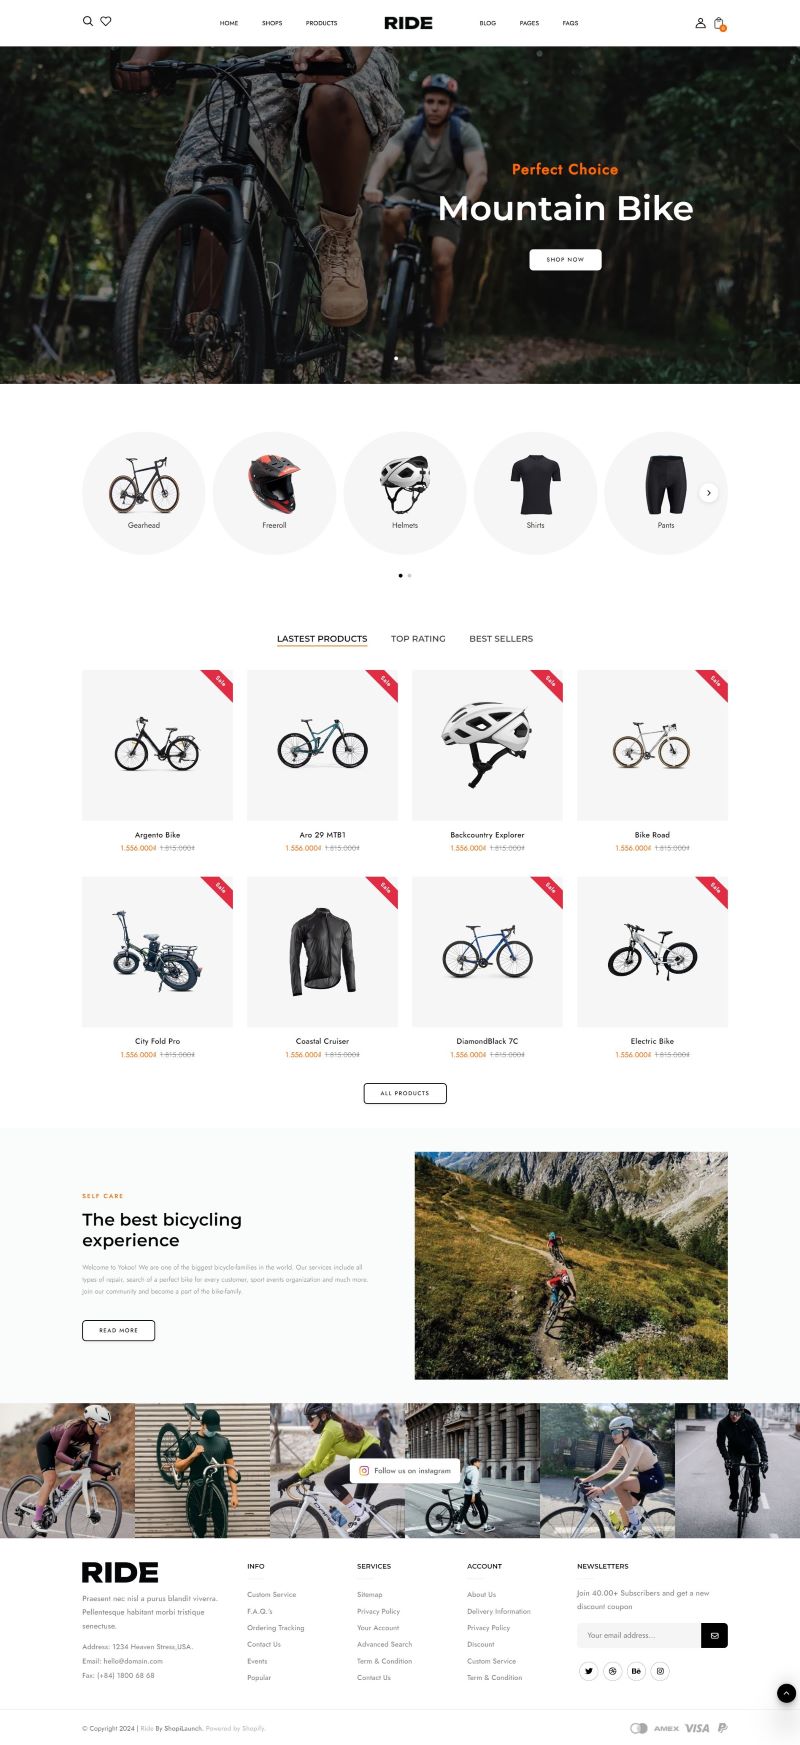 HOME SHOPS PRODUCTS RIDE BLOG PAGES FAQS
0
Perfect Choice
Mountain Bike
SHOP NOW
Gearhead
Freeroll
Helmets
Shirts
Pants
LASTEST PRODUCTS TOP RATING BEST SELLERS
Sale
Sale
Sale
Sale
Argento Bike
1.556.000₫ 1.815.000₫
Aro 29 MTB1
1.556.000₫ 1.815.000₫
Backcountry Explorer
1.556.000₫ 1.815.000₫
Bike Road
1.556.000₫ 1.815.000₫
Sale
Sale
Sale
Sale
City Fold Pro
1.556.000₫ 1.815.000₫
Coastal Cruiser
1.556.000₫ 1.815.000₫
DiamondBlack 7C
1.556.000₫ 1.815.000₫
Electric Bike
1.556.000₫ 1.815.000₫
ALL PRODUCTS
SELF CARE
The best bicycling
experience
Welcome to Yokoo! We are one of the biggest bicycle-families in the world. Our services include all
types of repair, search of a perfect bike for every customer, sport events organization and much more.
Join our community and become a part of the bike-family.
READ MORE
Follow us on instagram
RIDE
Praesent nec nisl a purus blandit viverra.
Pellentesque habitant morbi tristique
senectuse.
Address: 1234 Heaven Stress,USA.
Email: hello@domain.com
Fax: (+84) 1800 68 68
INFO
Custom Service
F.A.Q.'s
Ordering Tracking
Contact Us
Events
Popular
SERVICES
Sitemap
Privacy Policy
Your Account
Advanced Search
Term & Condition
Contact Us
ACCOUNT
About Us
Delivery Information
Privacy Policy
Discount
Custom Service
Term & Condition
NEWSLETTERS
Join 40.00+ Subscribers and get a new
discount coupon
Your email address...
Bē
© Copyright 2024 | Ride By ShopiLaunch. Powered by Shopify.
AMEX VISA